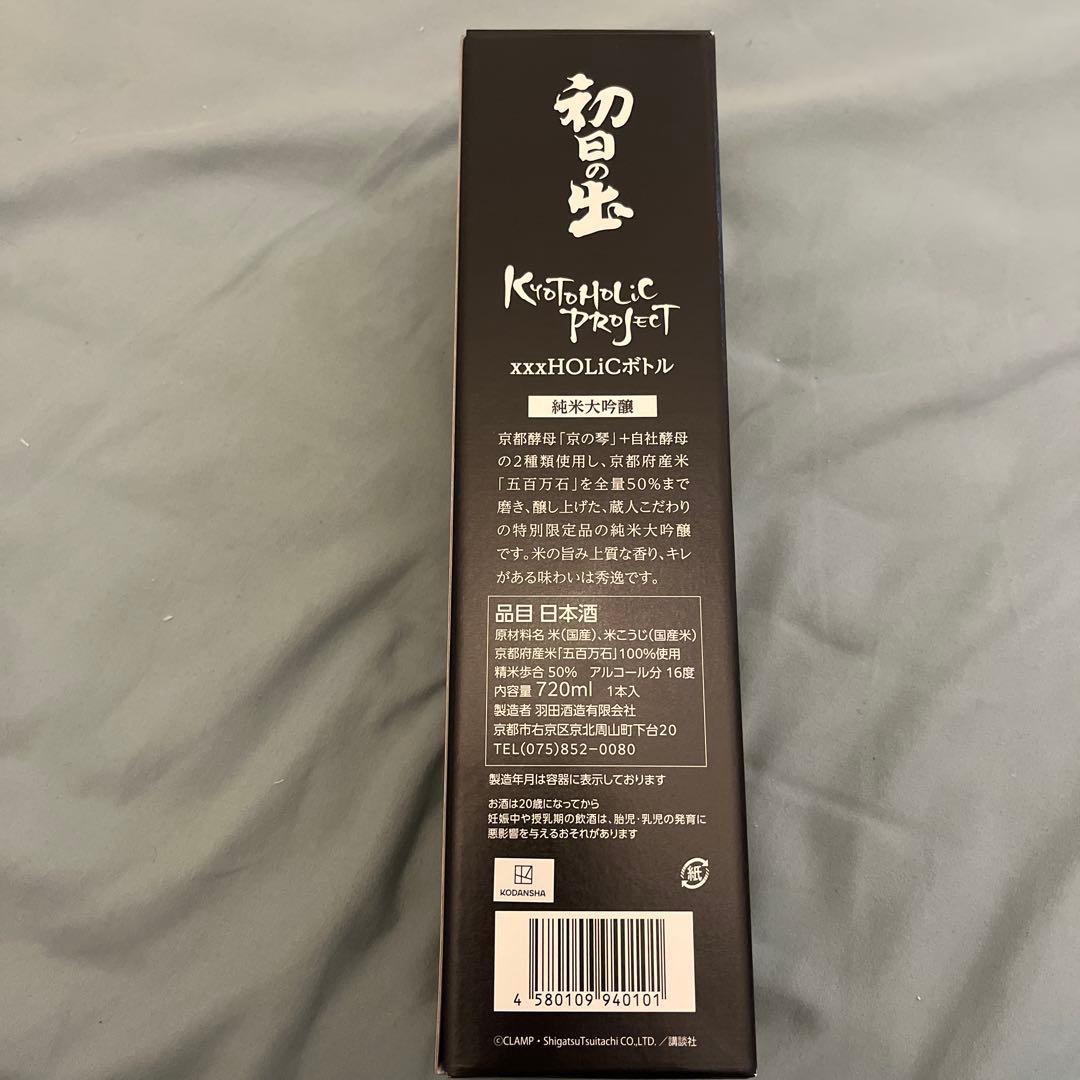 初日の出
KYOTOHOLiC
PROJECT
xxxHOLiCボトル
純米大吟醸
京都酵母「京の琴」＋自社酵母
の2種類使用し、京都府産米
「五百万石」を全量50%まで
磨き、醸し上げた、蔵人こだわり
の特別限定品の純米大吟醸
です。米の旨み上質な香り、キレ
がある味わいは秀逸です。
品目 日本酒
原材料名 米(国産)、米こうじ(国産米)
京都府産米「五百万石」100%使用
精米歩合 50%　アルコール分 16度
内容量 720ml　1本入
製造者 羽田酒造有限会社
京都市右京区京北周山町下台20
TEL(075)852-0080
製造年月は容器に表示しております
お酒は20歳になってから
妊娠中や授乳期の飲酒は、胎児・乳児の発育に
悪影響を与えるおそれがあります
KODANSHA
紙
4 580109 940101
©CLAMP・ShigatsuTsuitachi CO.,LTD.／講談社